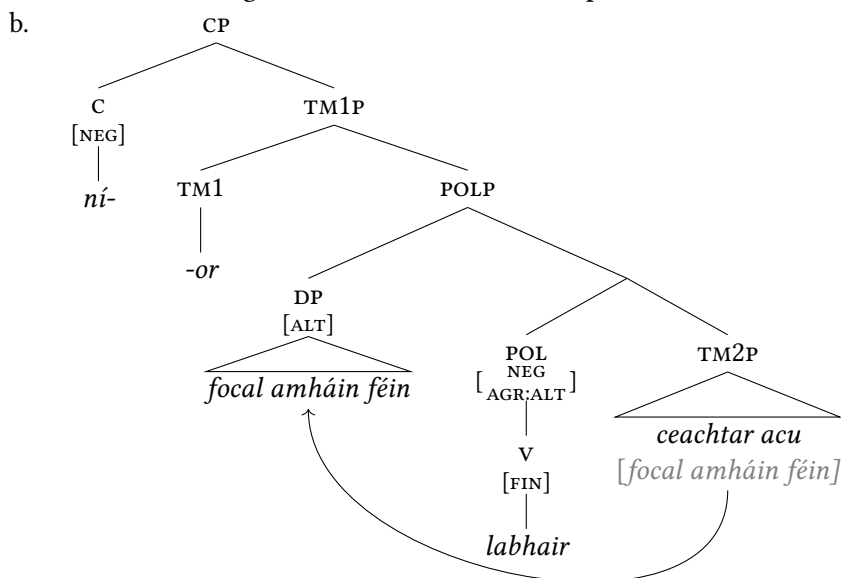 b.
CP
C
TM1P
[NEG]
ní-
TM1
POLP
-or
DP
[ALT]
focal amháin féin
POL
TM2P
[NEG
AGR:ALT]
ceachtar acu
V
[focal amháin féin]
[FIN]
labhair